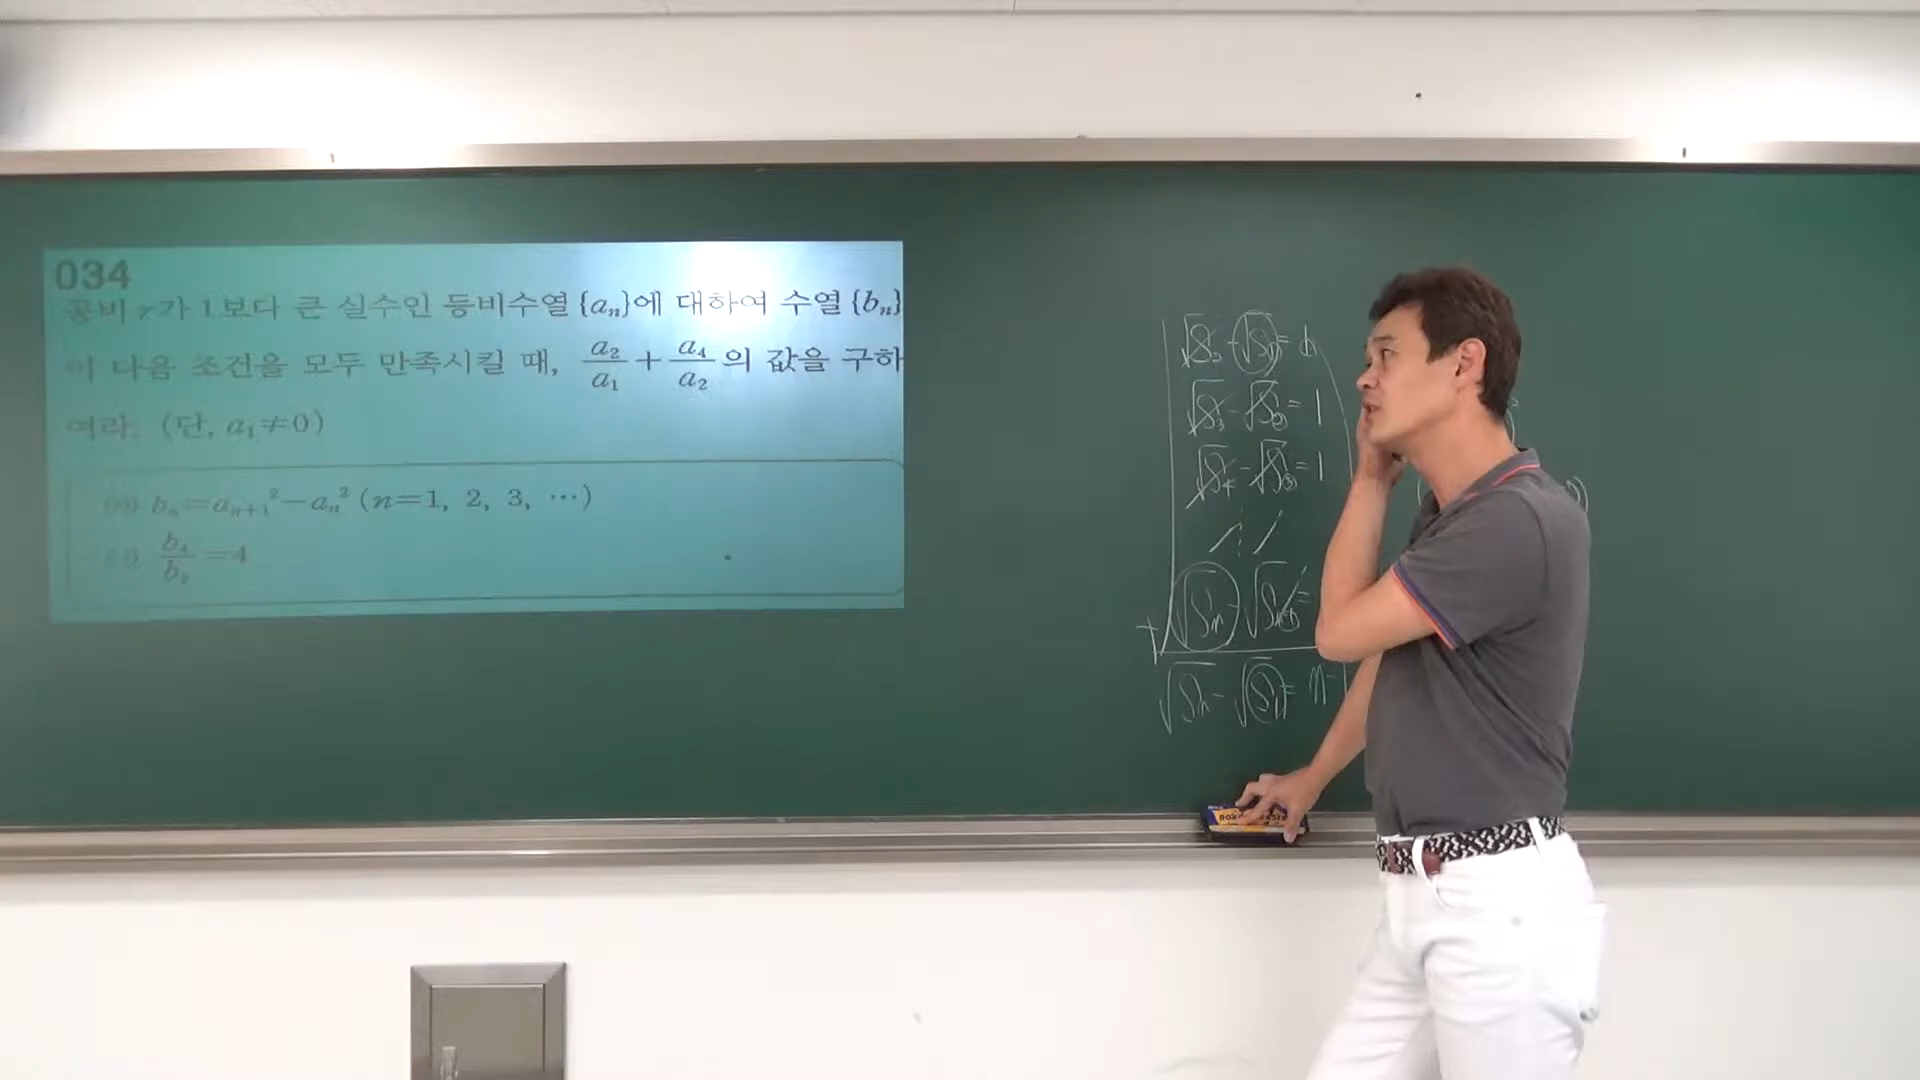 034
공비 r가 1보다 큰 실수인 등비수열 {aₙ}에 대하여 수열 {bₙ}
이 다음 조건을 모두 만족시킬 때, a₂/a₁ + a₄/a₂ 의 값을 구하
여라. (단, a₁≠0)
(가) bₙ=aₙ₊₁²−aₙ² (n=1, 2, 3, ⋯)
=4
√S₃ - √S₂ = 1
√S₄ - √S₃ = 1
√Sₙ - √Sₙ₋₁ =
√Sₙ - √S₁ = n-